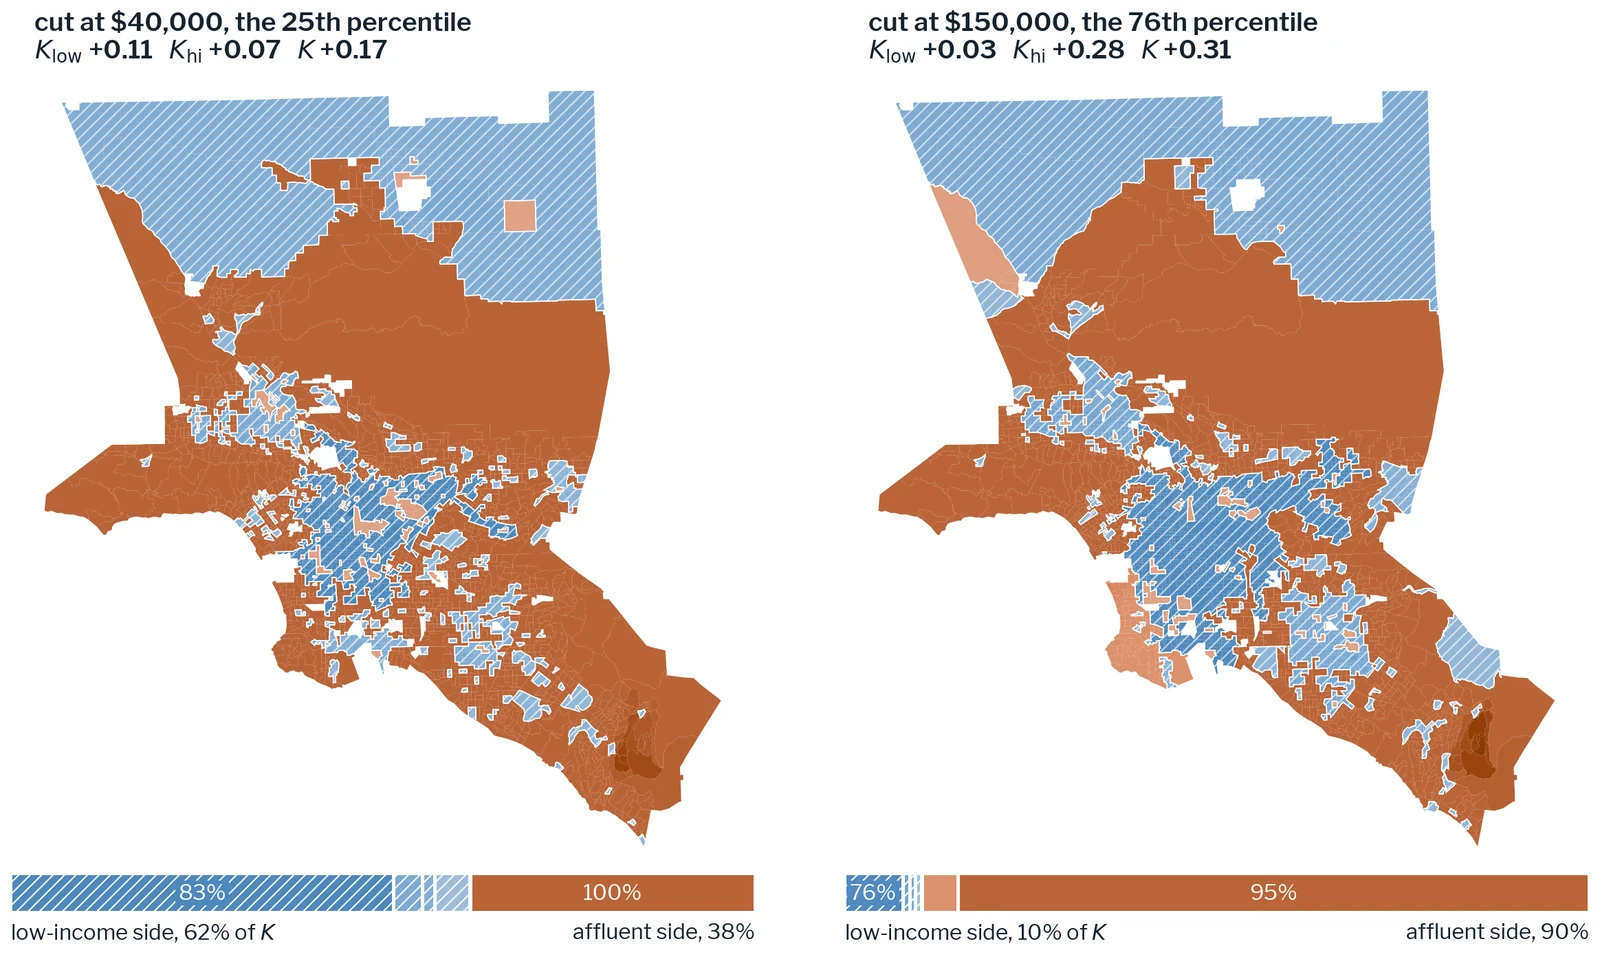 cut at $40,000, the 25th percentile
Klow +0.11 Khi +0.07 K +0.17
cut at $150,000, the 76th percentile
Klow +0.03 Khi +0.28 K +0.31
83%
100%
low-income side, 62% of K
affluent side, 38%
76%
95%
low-income side, 10% of K
affluent side, 90%